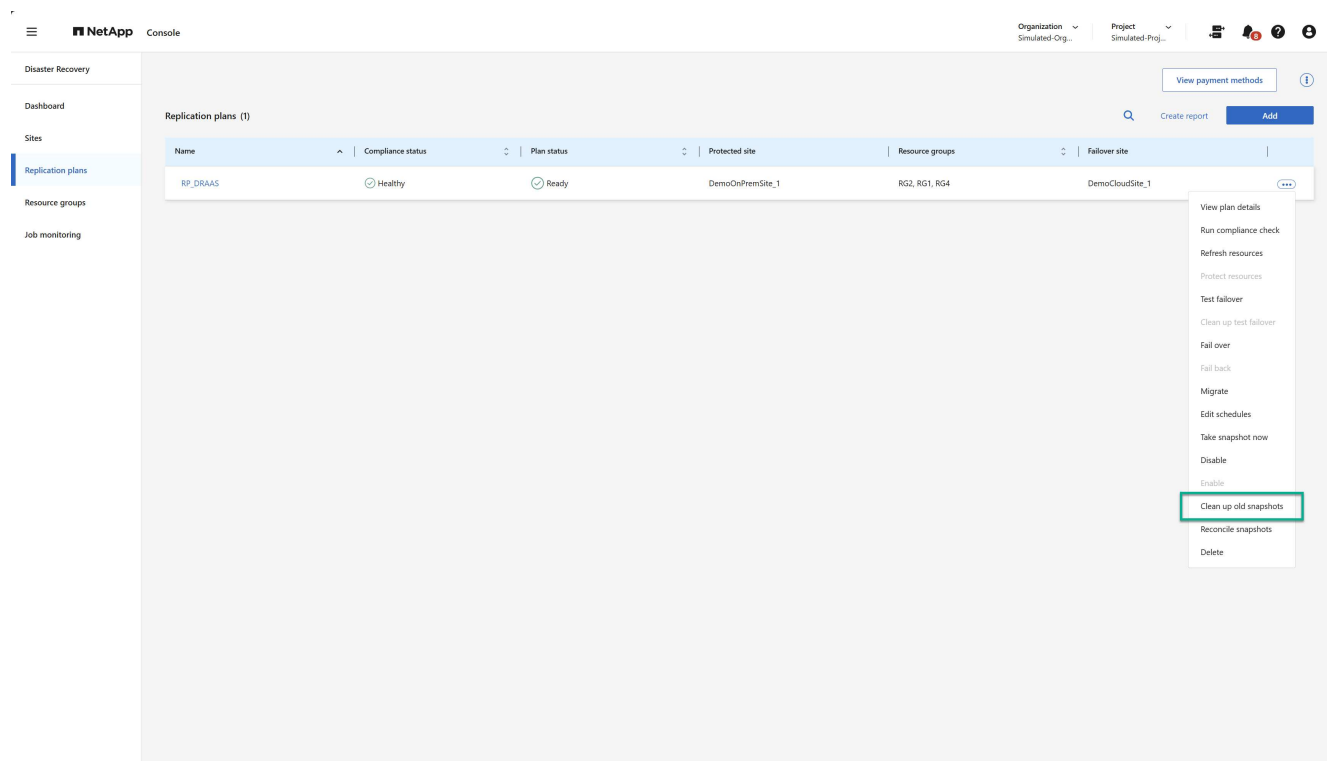 NetApp Console
Organization
Simulated-Org...
Project
Simulated-Proj...
8
Disaster Recovery
Dashboard
Sites
Replication plans
Resource groups
Job monitoring
View payment methods
Replication plans (1)
Create report
Add
Name Compliance status Plan status Protected site Resource groups Failover site
RP_DRAAS Healthy Ready DemoOnPremSite_1 RG2, RG1, RG4 DemoCloudSite_1
View plan details
Run compliance check
Refresh resources
Protect resources
Test failover
Clean up test failover
Fail over
Fail back
Migrate
Edit schedules
Take snapshot now
Disable
Enable
Clean up old snapshots
Reconcile snapshots
Delete